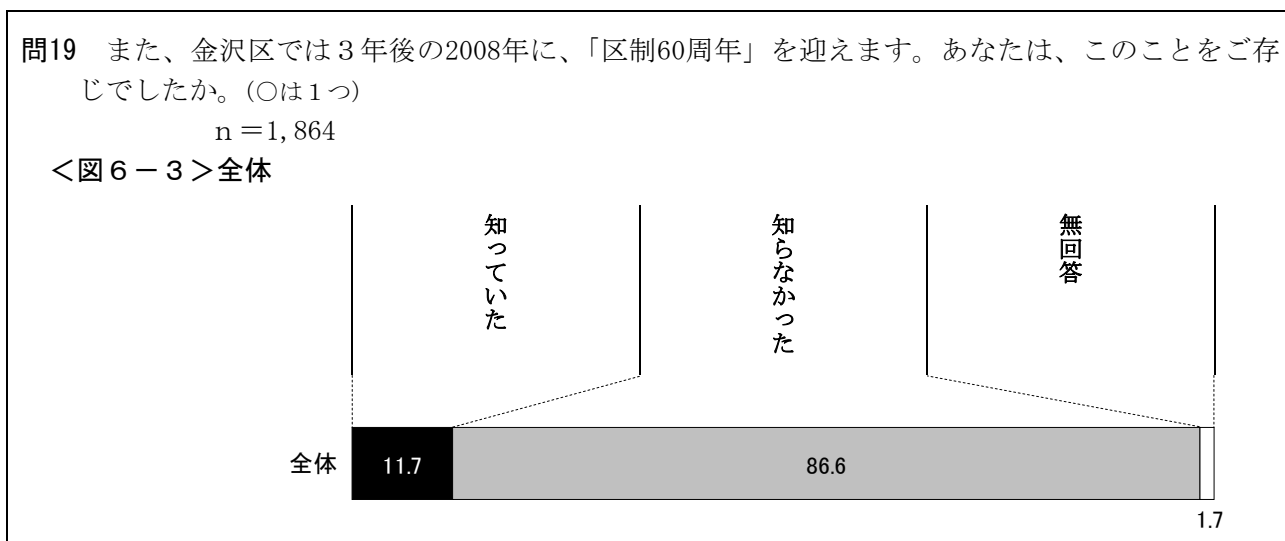 問19　また、金沢区では３年後の2008年に、「区制60周年」を迎えます。あなたは、このことをご存
じでしたか。(○は１つ)
ｎ＝1,864
＜図６－３＞全体
知っていた
知らなかった
無回答
全体
11.7
86.6
1.7